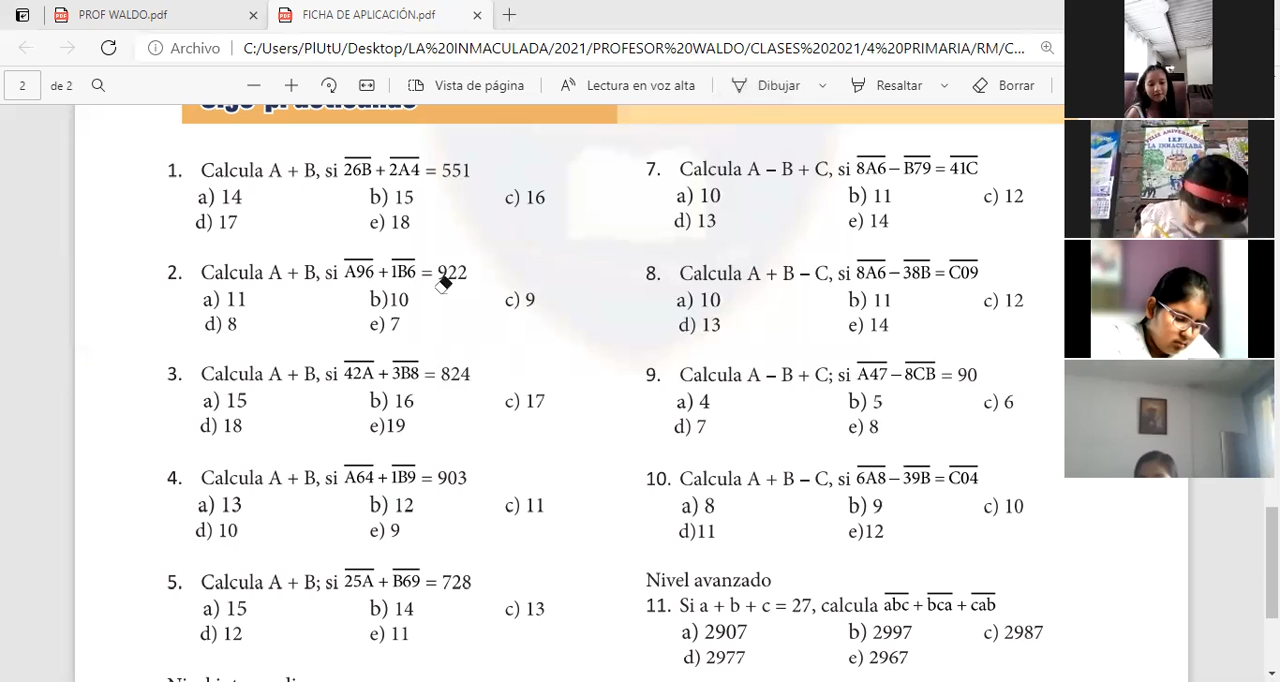 PROF WALDO.pdf
FICHA DE APLICACIÓN.pdf
Archivo C:/Users/PlUtU/Desktop/LA%20INMACULADA/2021/PROFESOR%20WALDO/CLASES%202021/4%20PRIMARIA/RM/C...
2 de 2 Vista de página Lectura en voz alta Dibujar Resaltar Borrar
1. Calcula A + B, si 26B + 2A4 = 551
a) 14 b) 15 c) 16
d) 17 e) 18
2. Calcula A + B, si A96 + 1B6 = 922
a) 11 b)10 c) 9
d) 8 e) 7
3. Calcula A + B, si 42A + 3B8 = 824
a) 15 b) 16 c) 17
d) 18 e)19
4. Calcula A + B, si A64 + 1B9 = 903
a) 13 b) 12 c) 11
d) 10 e) 9
5. Calcula A + B; si 25A + B69 = 728
a) 15 b) 14 c) 13
d) 12 e) 11
7. Calcula A – B + C, si 8A6 – B79 = 41C
a) 10 b) 11 c) 12
d) 13 e) 14
8. Calcula A + B – C, si 8A6 – 38B = C09
a) 10 b) 11 c) 12
d) 13 e) 14
9. Calcula A – B + C; si A47 – 8CB = 90
a) 4 b) 5 c) 6
d) 7 e) 8
10. Calcula A + B – C, si 6A8 – 39B = C04
a) 8 b) 9 c) 10
d)11 e)12
Nivel avanzado
11. Si a + b + c = 27, calcula abc + bca + cab
a) 2907 b) 2997 c) 2987
d) 2977 e) 2967